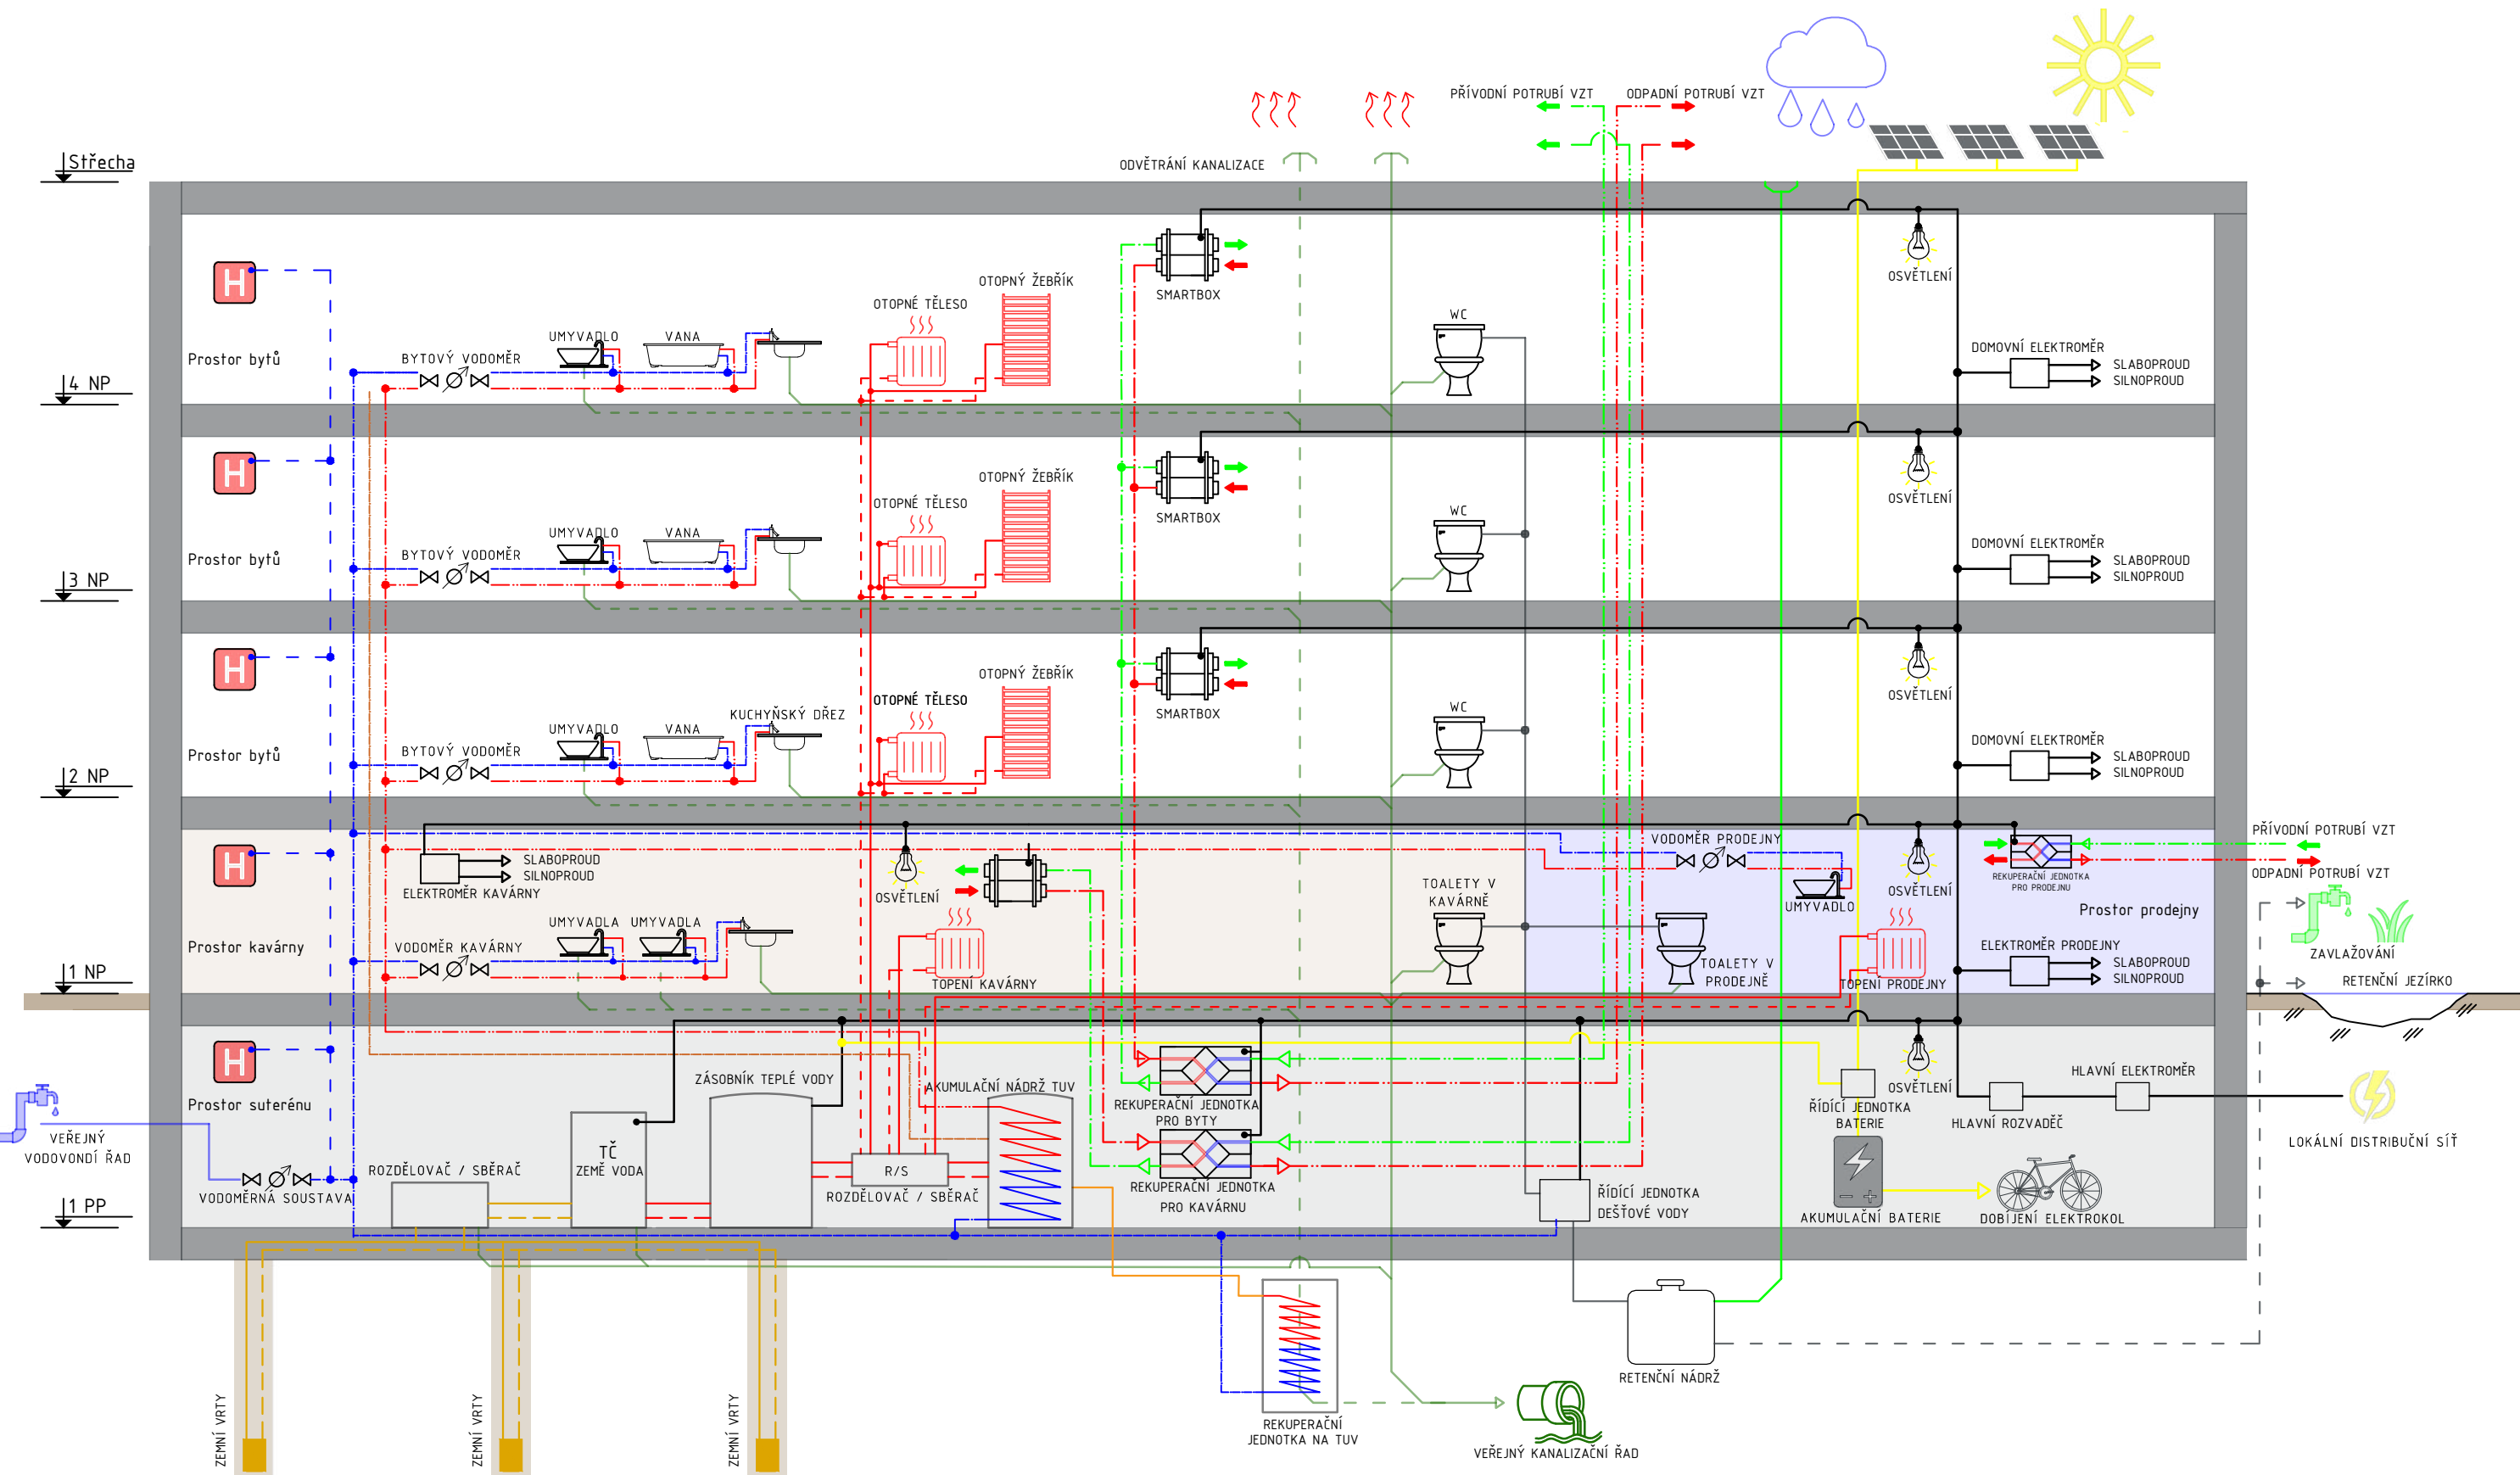 PŘÍVODNÍ POTRUBÍ VZT
ODPADNÍ POTRUBÍ VZT
Střecha
ODVĚTRÁNÍ KANALIZACE
H
OTOPNÝ ŽEBŘÍK
OSVĚTLENÍ
SMARTBOX
OTOPNÉ TĚLESO
WC
UMYVADLO
VANA
DOMOVNÍ ELEKTROMĚR
Prostor bytů
BYTOVÝ VODOMĚR
SLABOPROUD
SILNOPROUD
4 NP
H
OTOPNÝ ŽEBŘÍK
OSVĚTLENÍ
OTOPNÉ TĚLESO
SMARTBOX
WC
UMYVADLO
VANA
DOMOVNÍ ELEKTROMĚR
Prostor bytů
BYTOVÝ VODOMĚR
SLABOPROUD
SILNOPROUD
3 NP
H
OTOPNÝ ŽEBŘÍK
OSVĚTLENÍ
OTOPNÉ TĚLESO
SMARTBOX
KUCHYŇSKÝ DŘEZ
WC
UMYVADLO
VANA
DOMOVNÍ ELEKTROMĚR
Prostor bytů
BYTOVÝ VODOMĚR
SLABOPROUD
SILNOPROUD
2 NP
PŘÍVODNÍ POTRUBÍ VZT
VODOMĚR PRODEJNY
H
SLABOPROUD
SILNOPROUD
ELEKTROMĚR KAVÁRNY
OSVĚTLENÍ
TOALETY V
KAVÁRNĚ
OSVĚTLENÍ
REKUPERAČNÍ JEDNOTKA
PRO PRODEJNU
ODPADNÍ POTRUBÍ VZT
UMYVADLO
Prostor prodejny
UMYVADLA
UMYVADLA
Prostor kavárny
VODOMĚR KAVÁRNY
ELEKTROMĚR PRODEJNY
ZAVLAŽOVÁNÍ
TOALETY V
PRODEJNĚ
SLABOPROUD
SILNOPROUD
1 NP
TOPENÍ KAVÁRNY
TOPENÍ PRODEJNY
RETENČNÍ JEZÍRKO
H
ZÁSOBNÍK TEPLÉ VODY
AKUMULAČNÍ NÁDRŽ TUV
OSVĚTLENÍ
HLAVNÍ ELEKTROMĚR
Prostor suterénu
REKUPERAČNÍ JEDNOTKA
PRO BYTY
ŘÍDÍCÍ JEDNOTKA
BATERIE
HLAVNÍ ROZVADĚČ
VEŘEJNÝ
VODOVONDÍ ŘAD
TČ
ZEMĚ VODA
LOKÁLNÍ DISTRIBUČNÍ SÍŤ
ROZDĚLOVAČ / SBĚRAČ
R/S
VODOMĚRNÁ SOUSTAVA
ROZDĚLOVAČ / SBĚRAČ
REKUPERAČNÍ JEDNOTKA
PRO KAVÁRNU
ŘÍDÍCÍ JEDNOTKA
DEŠŤOVÉ VODY
1 PP
AKUMULAČNÍ BATERIE
DOBÍJENÍ ELEKTROKOL
RETENČNÍ NÁDRŽ
ZEMNÍ VRTY
ZEMNÍ VRTY
ZEMNÍ VRTY
REKUPERAČNÍ
JEDNOTKA NA TUV
VEŘEJNÝ KANALIZAČNÍ ŘAD